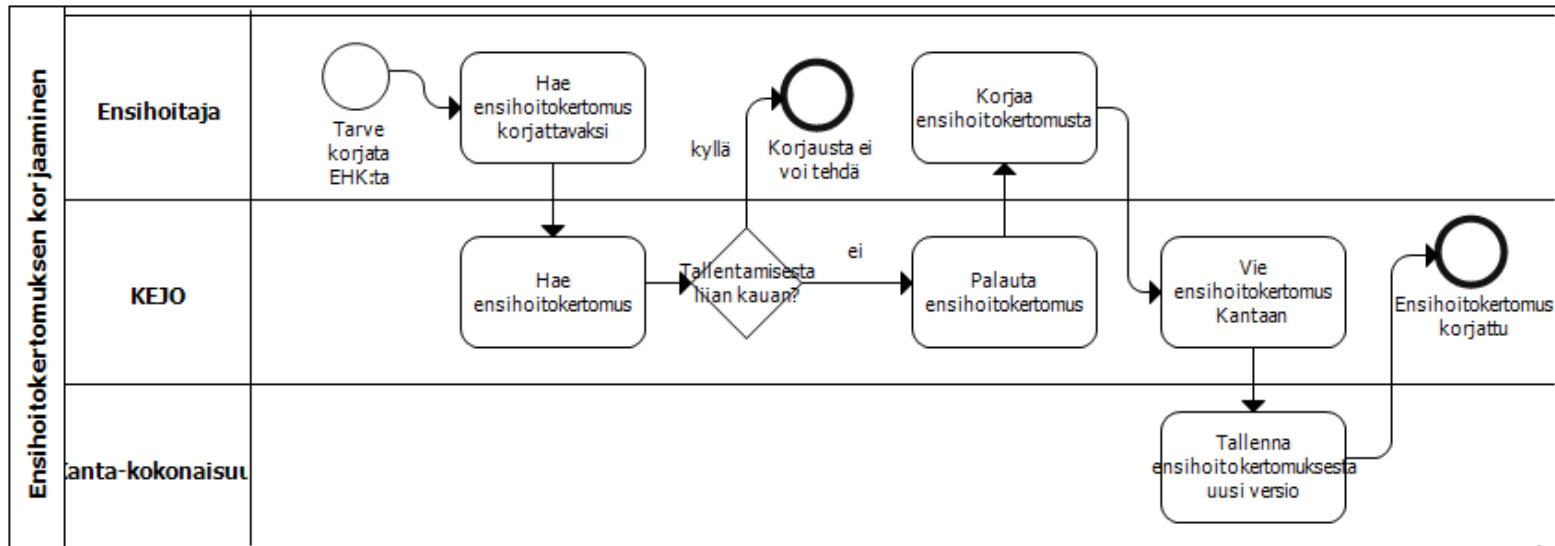 Ensihoitokertomuksen korjaaminen
Ensihoitaja
Tarve
korjata
EHK:ta
Hae
ensihoitokertomus
korjattavaksi
kyllä
Korjausta ei
voi tehdä
Korjaa
ensihoitokertomusta
KEJO
Hae
ensihoitokertomus
Tallentamisesta
liian kauan?
ei
Palauta
ensihoitokertomus
Vie
ensihoitokertomus
Kantaan
Ensihoitokertomus
korjattu
Kanta-kokonaisuu
Tallenna
ensihoitokertomuksesta
uusi versio